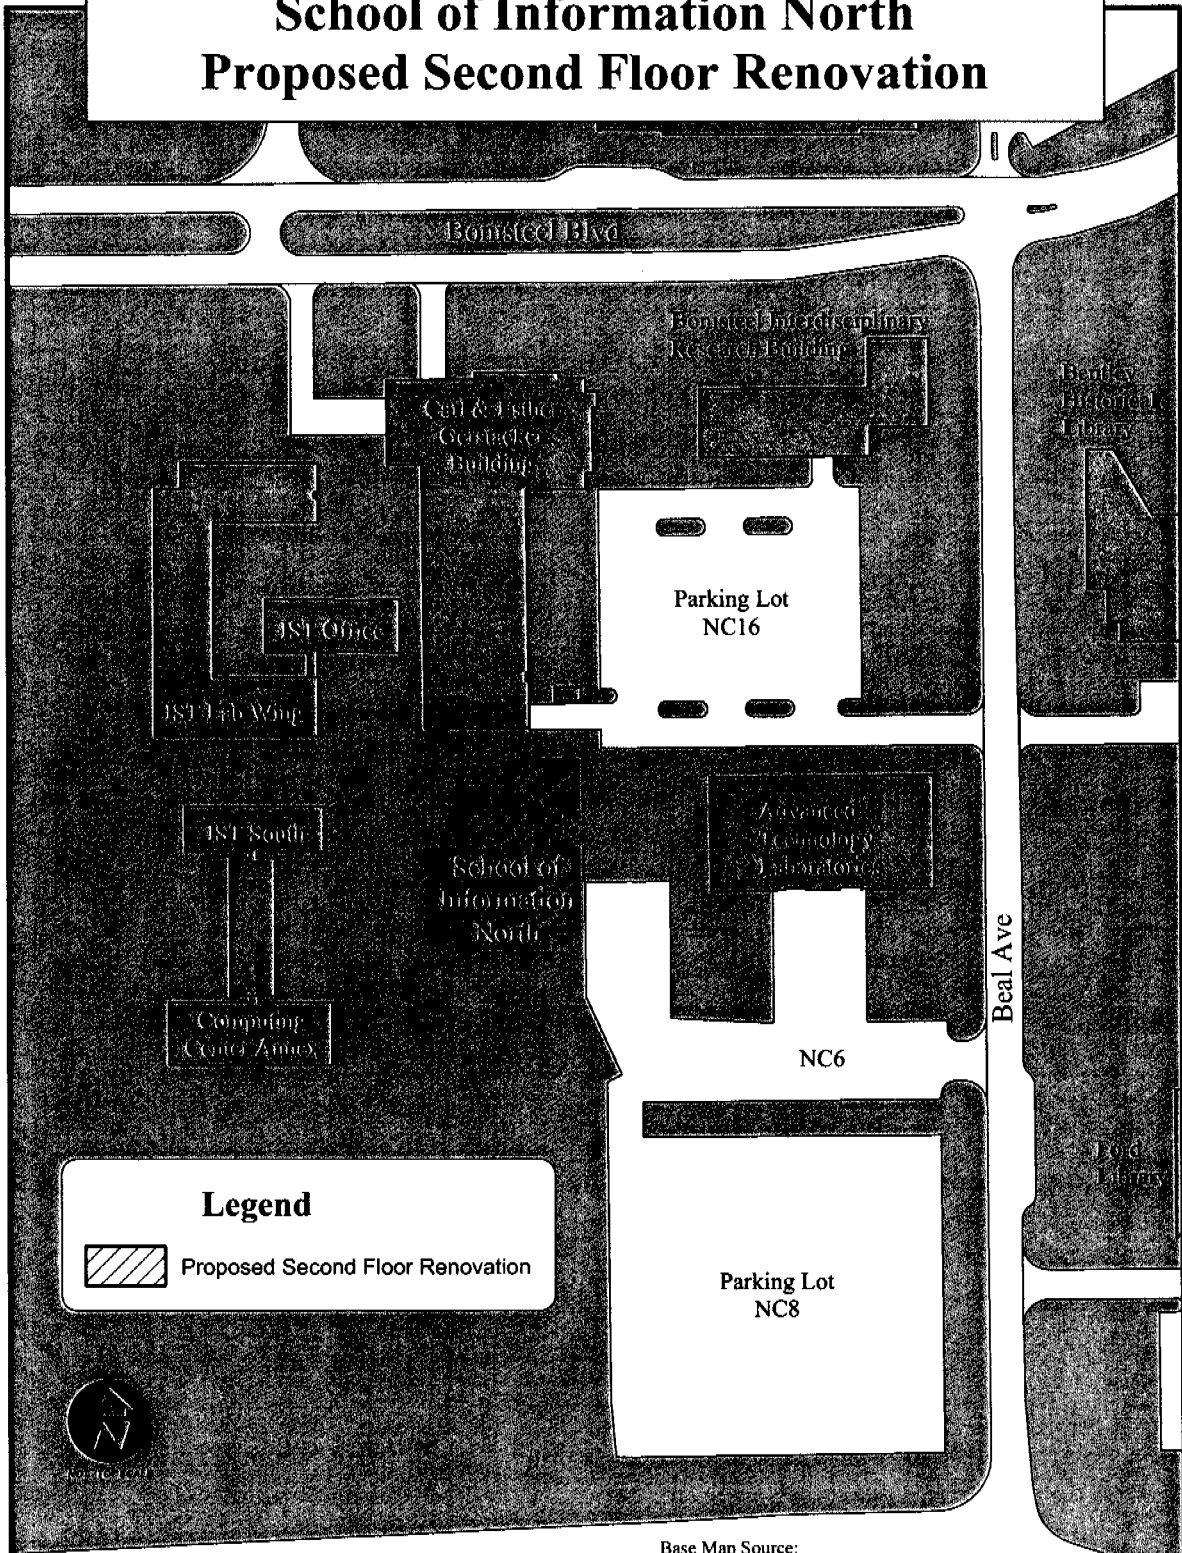 School of Information North
Proposed Second Floor Renovation
Bonisteel Blvd
Bonisteel Interdisciplinary
Research Building
Bentley
Historical
Library
Carl & Esther
Gerstacker
Building
IST Office
Parking Lot
NC16
IST Lab Wing
IST South
Advanced
Technology
Laboratories
School of
Information
North
Beal Ave
Computing
Center Annex
NC6
Ford
Library
Legend
Proposed Second Floor Renovation
Parking Lot
NC8
N
Base Map Source: